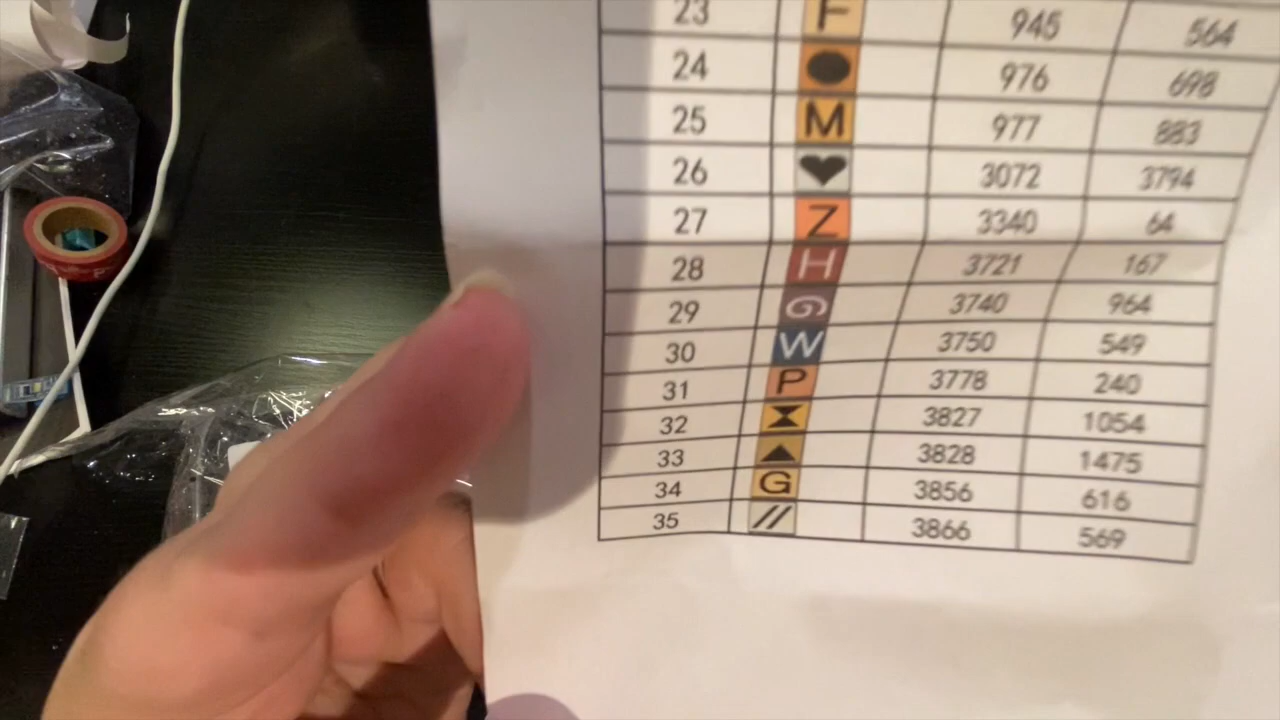 23 F 945 564
24 976 698
25 M 977 883
26 3072 3794
27 Z 3340 64
28 H 3721 167
29 3740 964
30 W 3750 549
31 P 3778 240
32 3827 1054
33 3828 1475
34 G 3856 616
35 // 3866 569